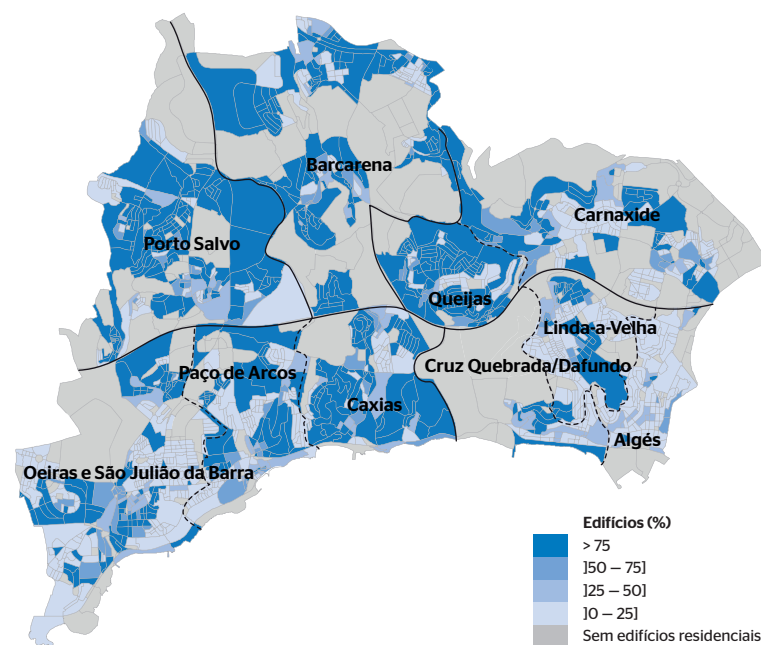 Barcarena
Carnaxide
Porto Salvo
Queijas
Linda-a-Velha
Cruz Quebrada/Dafundo
Paço de Arcos
Caxias
Algés
Oeiras e São Julião da Barra
Edifícios (%)
> 75
]50 – 75]
]25 – 50]
]0 – 25]
Sem edifícios residenciais